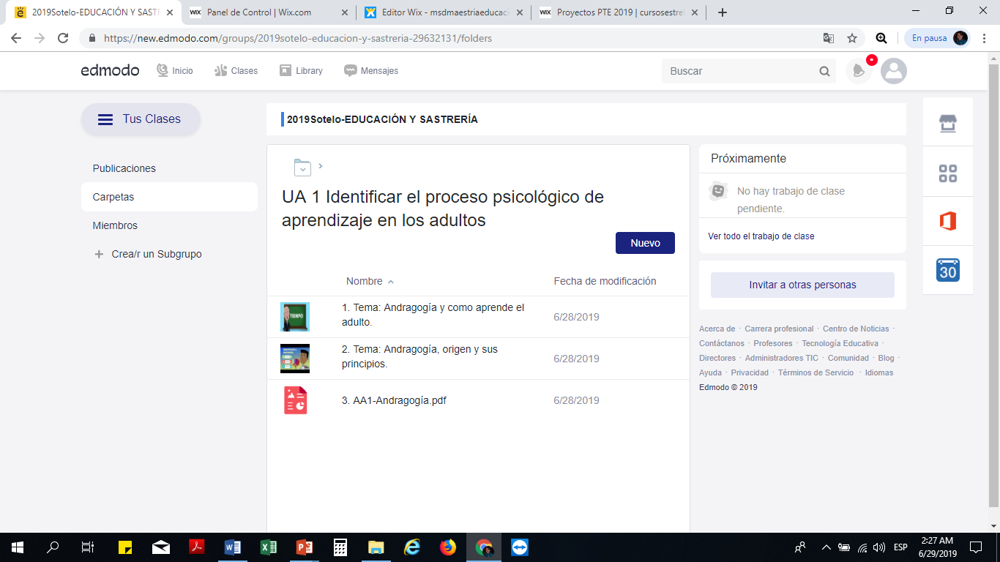 2019Sotelo-EDUCACIÓN Y SASTR
Panel de Control | Wix.com
Editor Wix - msdmaestriaeducaci
Proyectos PTE 2019 | cursosestrel
https://new.edmodo.com/groups/2019sotelo-educacion-y-sastreria-29632131/folders
En pausa
edmodo
Inicio
Clases
Library
Mensajes
Buscar
Tus Clases
Publicaciones
Carpetas
Miembros
Crea/r un Subgrupo
2019Sotelo-EDUCACIÓN Y SASTRERÍA
UA 1 Identificar el proceso psicológico de
aprendizaje en los adultos
Nuevo
Nombre
Fecha de modificación
TIEMPO
1. Tema: Andragogía y como aprende el
adulto.
6/28/2019
2. Tema: Andragogía, origen y sus
principios.
6/28/2019
3. AA1-Andragogía.pdf
6/28/2019
Próximamente
No hay trabajo de clase
pendiente.
Ver todo el trabajo de clase
Invitar a otras personas
Acerca de · Carrera profesional · Centro de Noticias ·
Contáctanos · Profesores · Tecnología Educativa ·
Directores · Administradores TIC · Comunidad · Blog ·
Ayuda · Privacidad · Términos de Servicio · Idiomas
Edmodo © 2019
30
ESP
2:27 AM
6/29/2019